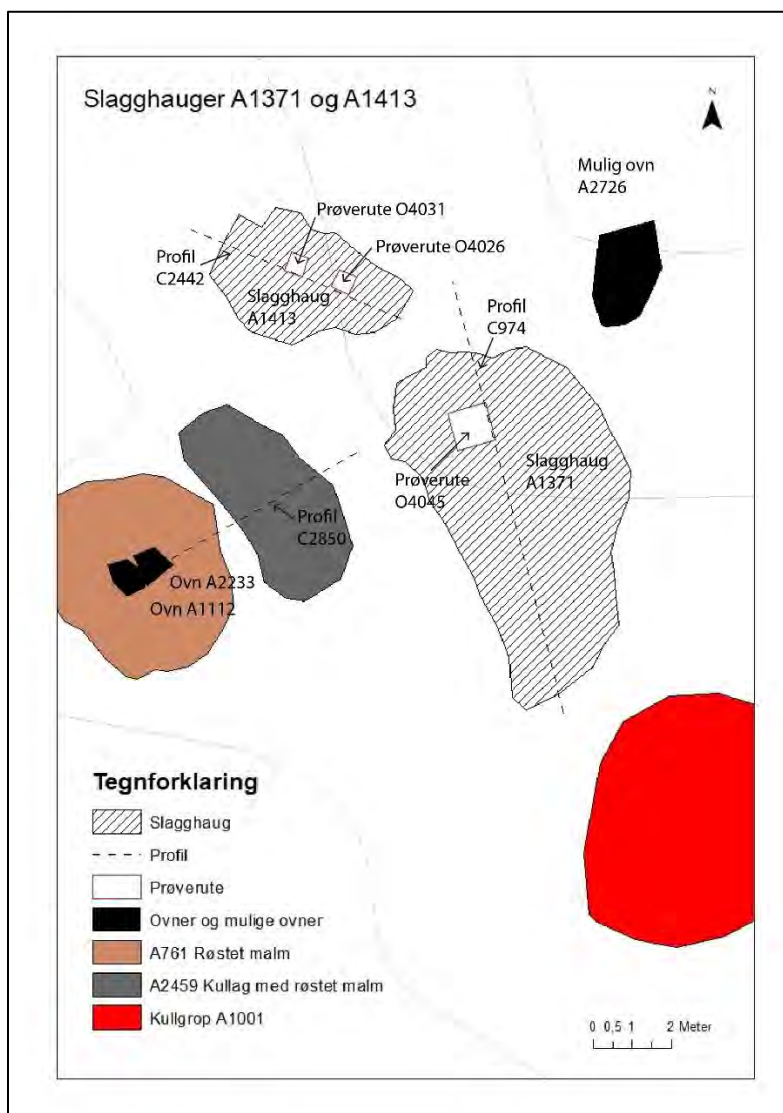 Slagghauger A1371 og A1413
N
Mulig ovn
A2726
Prøverute O4031
Prøverute O4026
Profil
C2442
Slagghaug
A1413
Profil
C974
Prøverute
O4045
Slagghaug
A1371
Profil
C2850
Ovn A2233
Ovn A1112
Tegnforklaring
Slagghaug
Profil
Prøverute
Ovner og mulige ovner
A761 Røstet malm
A2459 Kullag med røstet malm
Kullgrop A1001
0 0,5 1 2 Meter